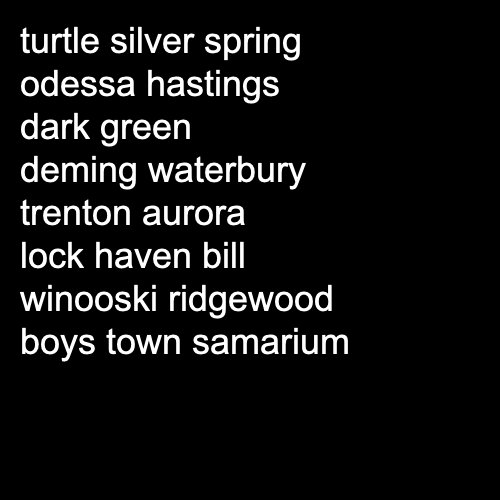 turtle silver spring
odessa hastings
dark green
deming waterbury
trenton aurora
lock haven bill
winooski ridgewood
boys town samarium